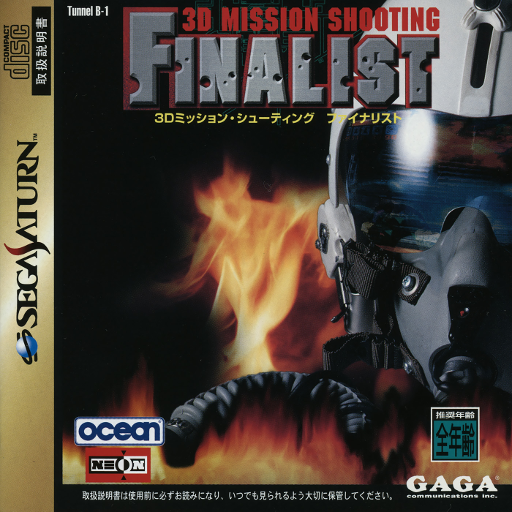 COMPACT
disc
取扱説明書
SEGA SATURN™
Tunnel B-1
3D MISSION SHOOTING
FINALIST
3Dミッション・シューティング ファイナリスト
ocean
NEON
推奨年齢
全年齢
GAGA
communications inc.
取扱説明書は使用前に必ずお読みになり、いつでも見られるよう大切に保管してください。